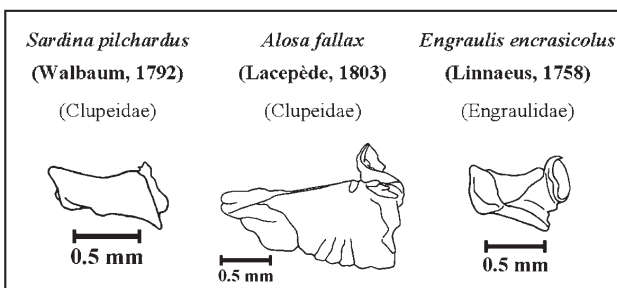 Sardina pilchardus
(Walbaum, 1792)
(Clupeidae)
0.5 mm
Alosa fallax
(Lacepède, 1803)
(Clupeidae)
0.5 mm
Engraulis encrasicolus
(Linnaeus, 1758)
(Engraulidae)
0.5 mm